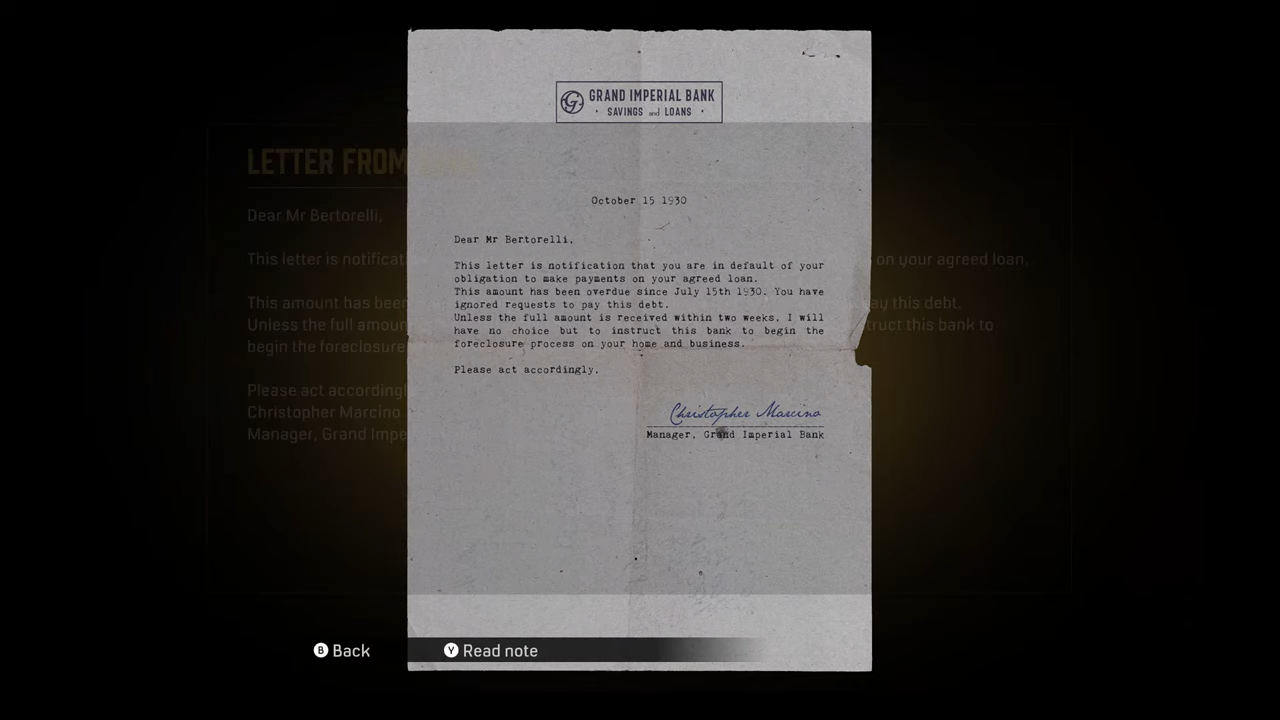 GRAND IMPERIAL BANK
SAVINGS and LOANS
LETTER FROM
October 15 1930
Dear Mr Bertorelli,
Dear Mr Bertorelli,
This letter is notification that you are in default of your
obligation to make payments on your agreed loan.
This amount has been overdue since July 15th 1930. You have
ignored requests to pay this debt.
Unless the full amount is received within two weeks, I will
have no choice but to instruct this bank to begin the
foreclosure process on your home and business.
Please act accordingly.
Christopher Marcino
Manager, Grand Imperial Bank
This letter is
on your agreed loan.
This amount has been
pay this debt.
Unless the full
this bank to
begin the foreclosure
Please act accordingly
Christopher Marcino
Manager, Grand
B Back
Y Read note